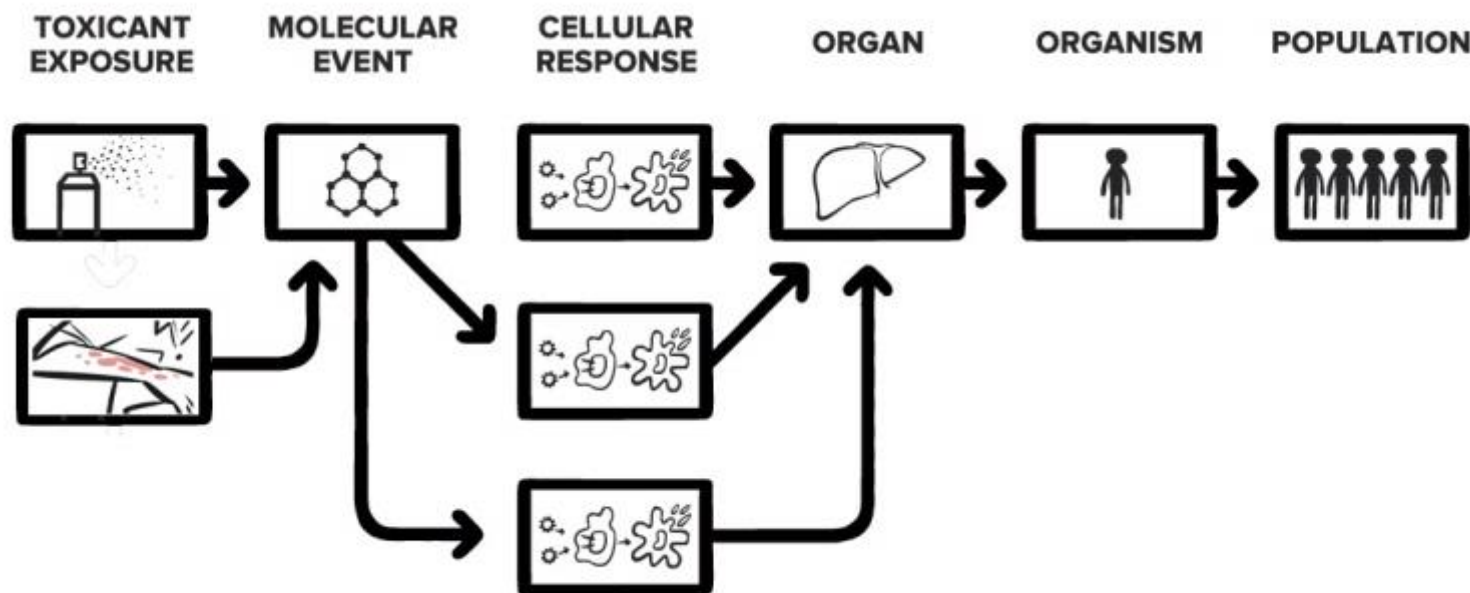 TOXICANT
EXPOSURE
MOLECULAR
EVENT
CELLULAR
RESPONSE
ORGAN
ORGANISM
POPULATION